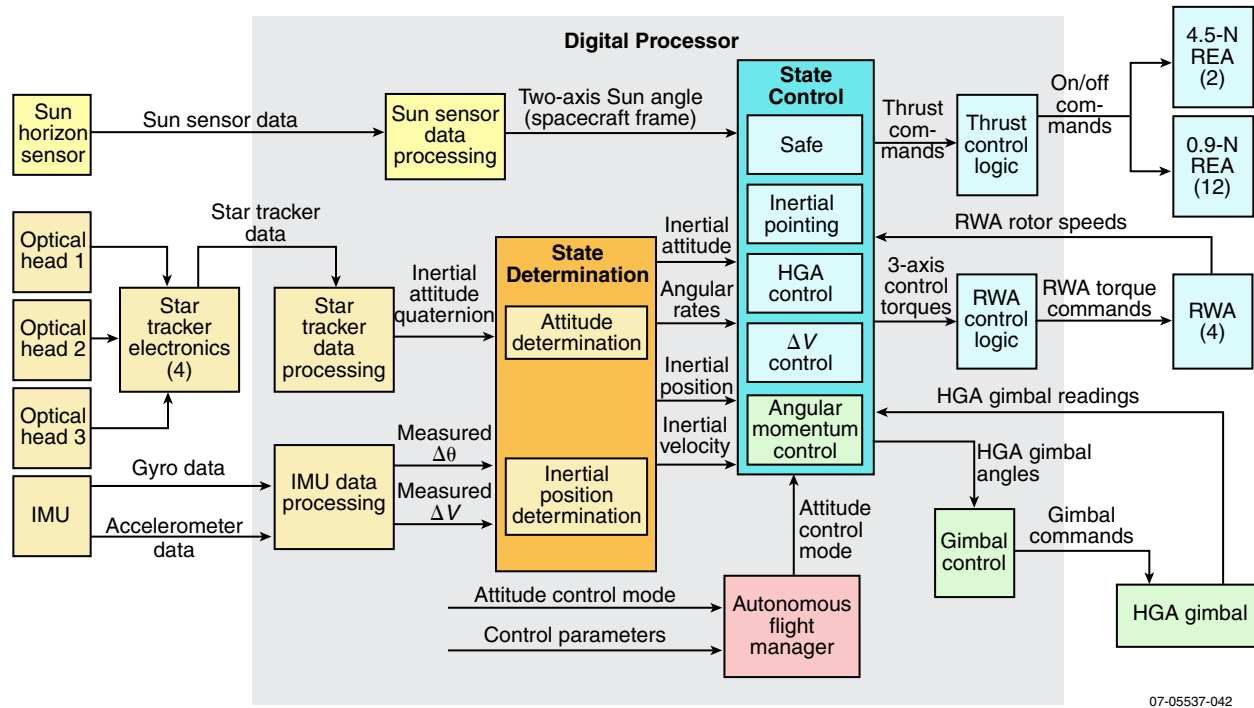 Digital Processor
Sun
horizon
sensor
Sun sensor data
Sun sensor
data
processing
Two-axis Sun angle
(spacecraft frame)
State
Control
Safe
Inertial
pointing
HGA
control
ΔV
control
Angular
momentum
control
Thrust
com-
mands
Thrust
control
logic
On/off
com-
mands
4.5-N
REA
(2)
0.9-N
REA
(12)
Optical
head 1
Optical
head 2
Optical
head 3
Star
tracker
electronics
(4)
Star tracker
data
Star
tracker
data
processing
Inertial
attitude
quaternion
State
Determination
Attitude
determination
Inertial
position
determination
Inertial
attitude
Angular
rates
Inertial
position
Inertial
velocity
RWA rotor speeds
3-axis
control
torques
RWA
control
logic
RWA torque
commands
RWA
(4)
HGA gimbal readings
IMU
Gyro data
Accelerometer
data
IMU data
processing
Measured
Δθ
Measured
ΔV
HGA gimbal
angles
Gimbal
control
Gimbal
commands
HGA gimbal
Attitude
control
mode
Attitude control mode
Control parameters
Autonomous
flight
manager
07-05537-042